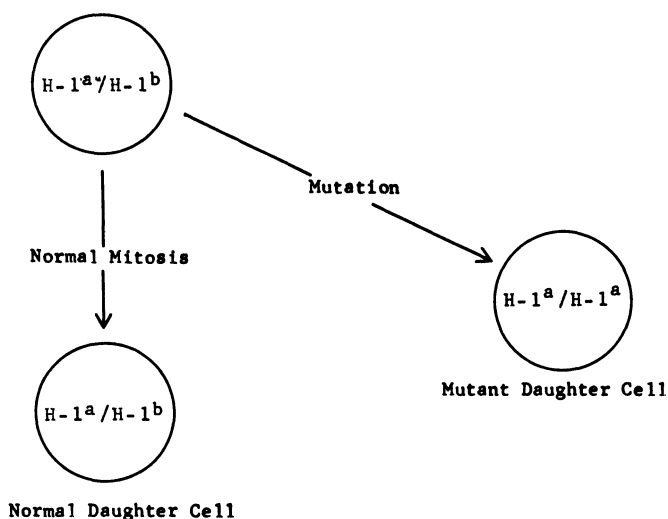 H-1ᵃ/H-1ᵇ
Mutation
Normal Mitosis
H-1ᵃ/H-1ᵃ
Mutant Daughter Cell
H-1ᵃ/H-1ᵇ
Normal Daughter Cell